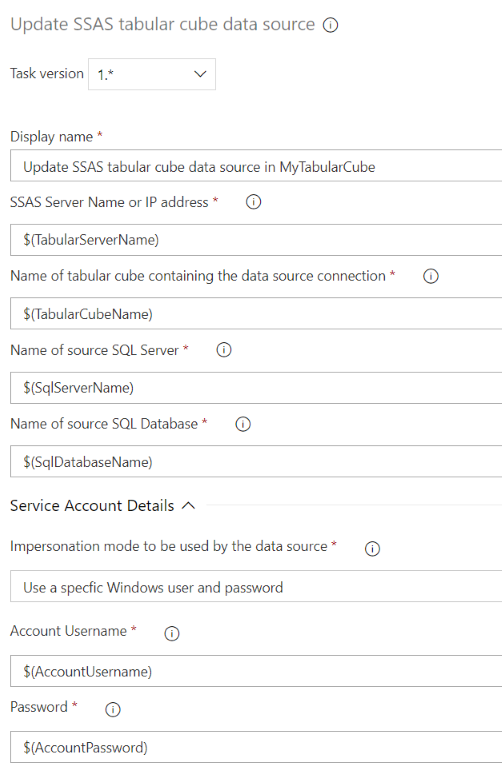 Update SSAS tabular cube data source
Task version 1.*
Display name *
Update SSAS tabular cube data source in MyTabularCube
SSAS Server Name or IP address *
$(TabularServerName)
Name of tabular cube containing the data source connection *
$(TabularCubeName)
Name of source SQL Server *
$(SqlServerName)
Name of source SQL Database *
$(SqlDatabaseName)
Service Account Details
Impersonation mode to be used by the data source *
Use a specfic Windows user and password
Account Username *
$(AccountUsername)
Password *
$(AccountPassword)